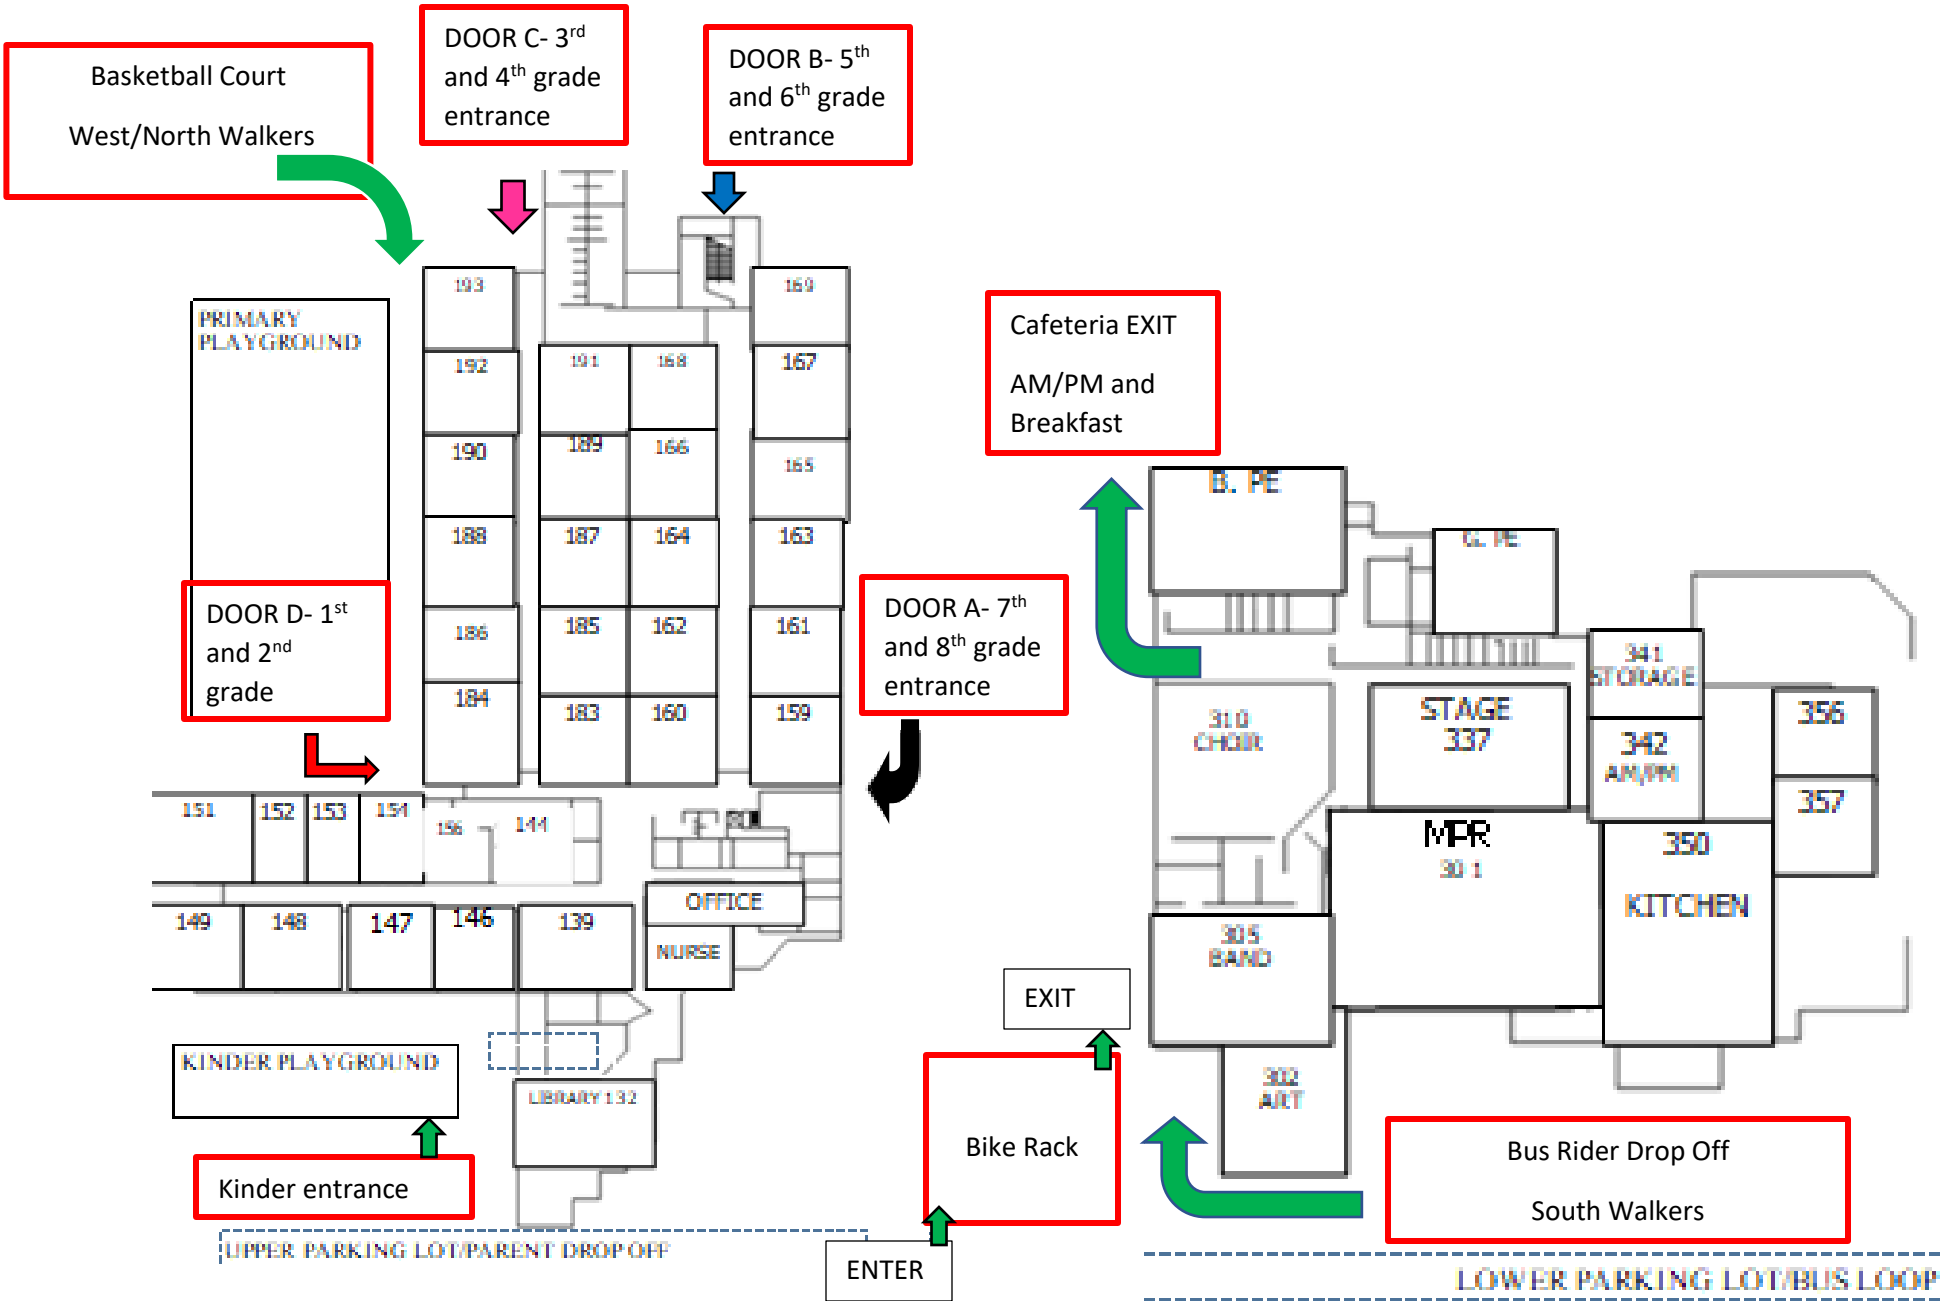 Basketball Court
West/North Walkers
DOOR C- 3rd
and 4th grade
entrance
DOOR B- 5th
and 6th grade
entrance
PRIMARY
PLAYGROUND
193
169
192
191
168
167
190
189
166
165
188
187
164
163
186
185
162
161
184
183
160
159
DOOR D- 1st
and 2nd
grade
DOOR A- 7th
and 8th grade
entrance
151
152
153
154
156
144
OFFICE
NURSE
149
148
147
146
139
KINDER PLAYGROUND
LIBRARY 132
Kinder entrance
UPPER PARKING LOT/PARENT DROP OFF
Cafeteria EXIT
AM/PM and
Breakfast
B. PE
G. PE
341
STORAGE
310
CHOIR
STAGE
337
342
AM/PM
356
357
MPR
301
350
KITCHEN
305
BAND
302
ART
EXIT
Bike Rack
ENTER
Bus Rider Drop Off
South Walkers
LOWER PARKING LOT/BUS LOOP